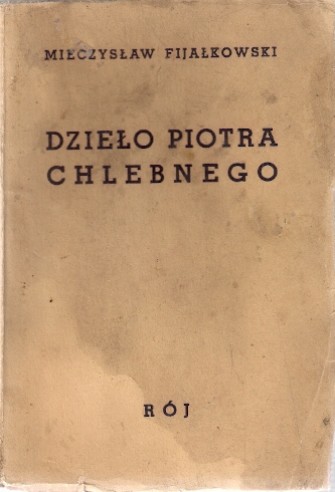 MIECZYSŁAW FIJAŁKOWSKI
DZIEŁO PIOTRA
CHLEBNEGO
RÓJ